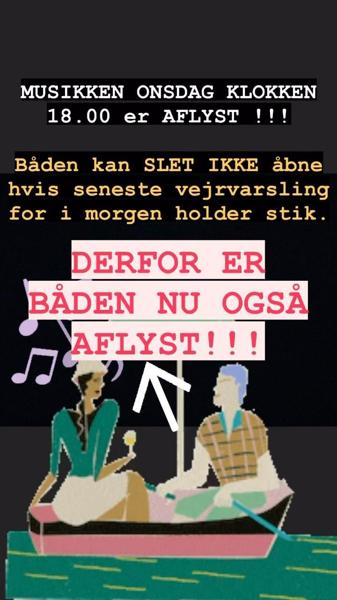 MUSIKKEN ONSDAG KLOKKEN
18.00 er AFLYST !!!
Båden kan SLET IKKE åbne
hvis seneste vejrvarsling
for i morgen holder stik.
DERFOR ER
BÅDEN NU OGSÅ
AFLYST!!!